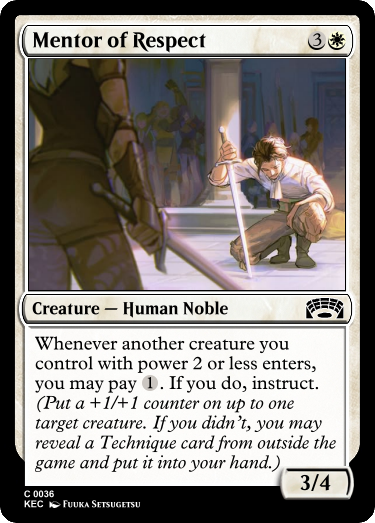 Mentor of Respect 3
Creature — Human Noble
Whenever another creature you
control with power 2 or less enters,
you may pay 1. If you do, instruct.
(Put a +1/+1 counter on up to one
target creature. If you didn't, you may
reveal a Technique card from outside the
game and put it into your hand.)
3/4
C 0036
KEC Fuuka Setsugetsu